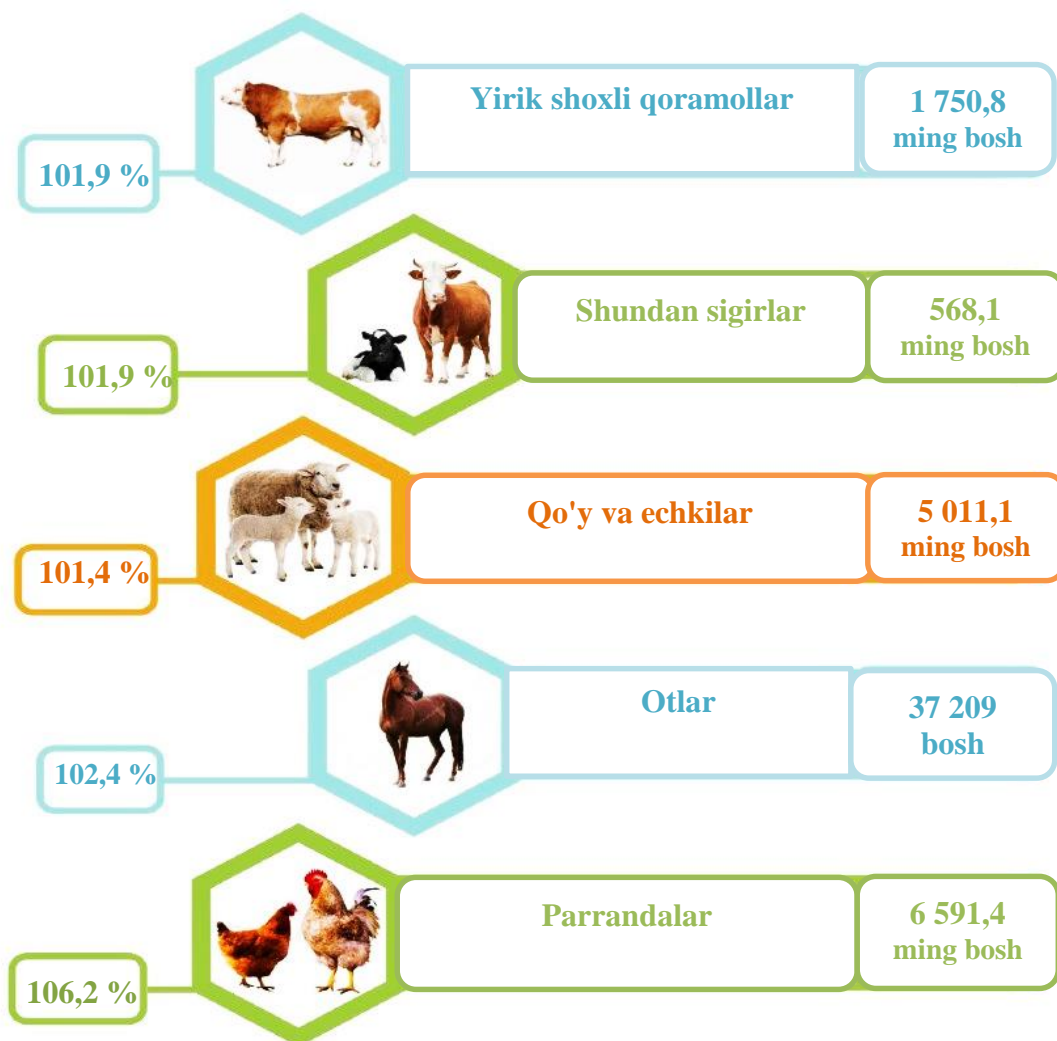 Yirik shoxli qoramollar
1 750,8
ming bosh
101,9 %
Shundan sigirlar
568,1
ming bosh
101,9 %
Qo'y va echkilar
5 011,1
ming bosh
101,4 %
Otlar
37 209
bosh
102,4 %
Parrandalar
6 591,4
ming bosh
106,2 %